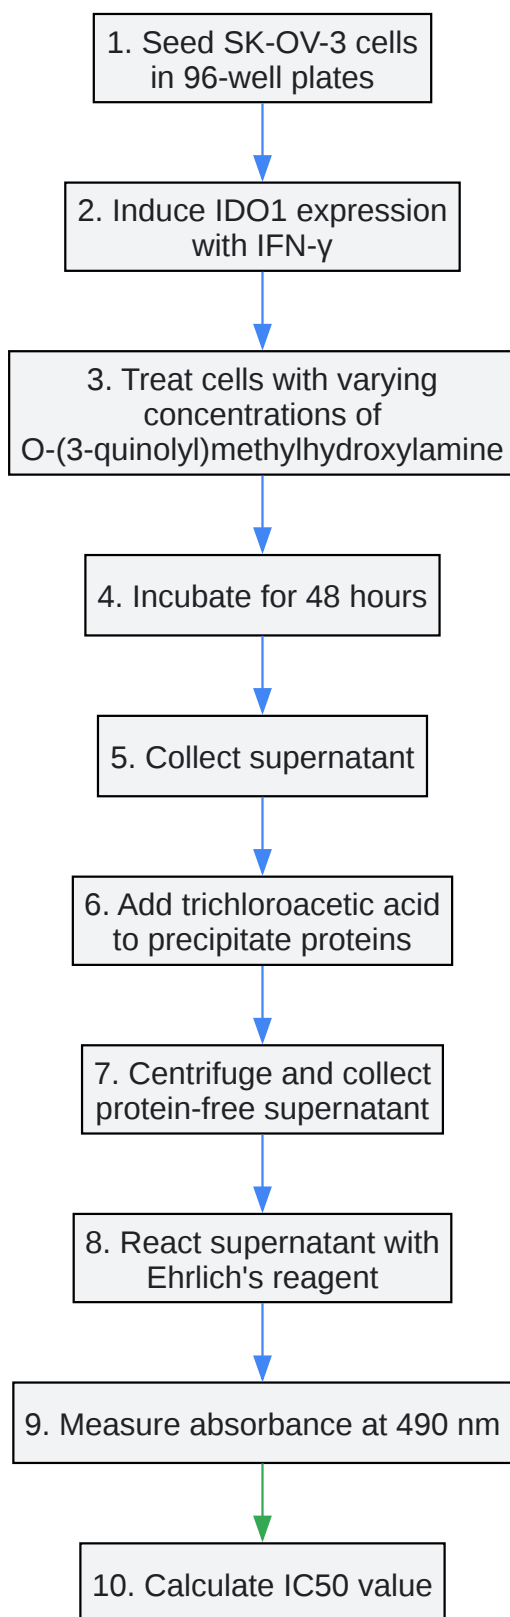 1. Seed SK-OV-3 cells
in 96-well plates
2. Induce IDO1 expression
with IFN-γ
3. Treat cells with varying
concentrations of
O-(3-quinolyl)methylhydroxylamine
4. Incubate for 48 hours
5. Collect supernatant
6. Add trichloroacetic acid
to precipitate proteins
7. Centrifuge and collect
protein-free supernatant
8. React supernatant with
Ehrlich's reagent
9. Measure absorbance at 490 nm
10. Calculate IC50 value